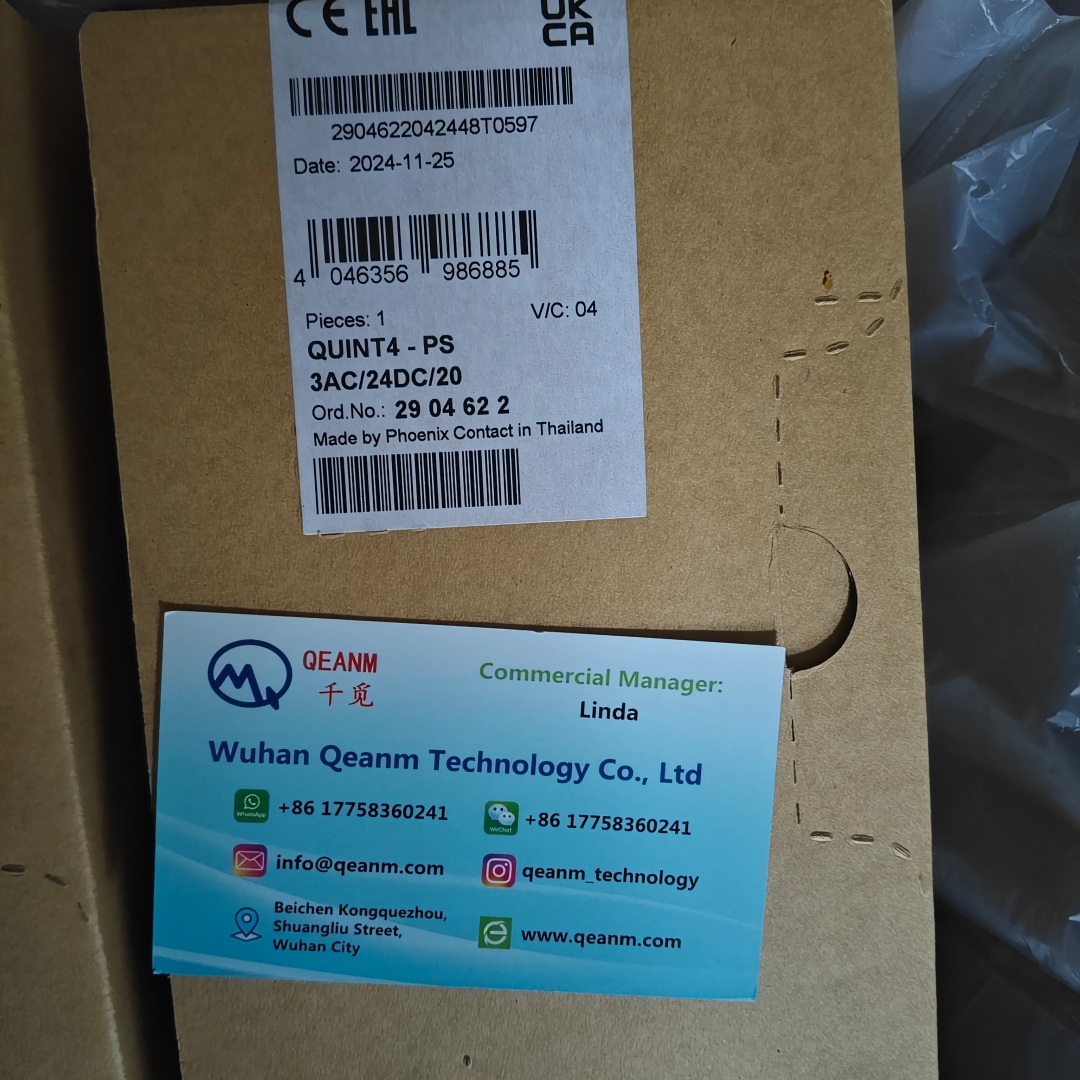 CE EAC UK
CA
2904622042448T0597
Date: 2024-11-25
4 046356 986885
Pieces: 1 V/C: 04
QUINT4 - PS
3AC/24DC/20
Ord.No.: 29 04 62 2
Made by Phoenix Contact in Thailand
MQ QEANM
千觅
Commercial Manager:
Linda
Wuhan Qeanm Technology Co., Ltd
WhatsApp +86 17758360241
WeChat +86 17758360241
info@qeanm.com
qeanm_technology
Beichen Kongquezhou,
Shuangliu Street,
Wuhan City
www.qeanm.com